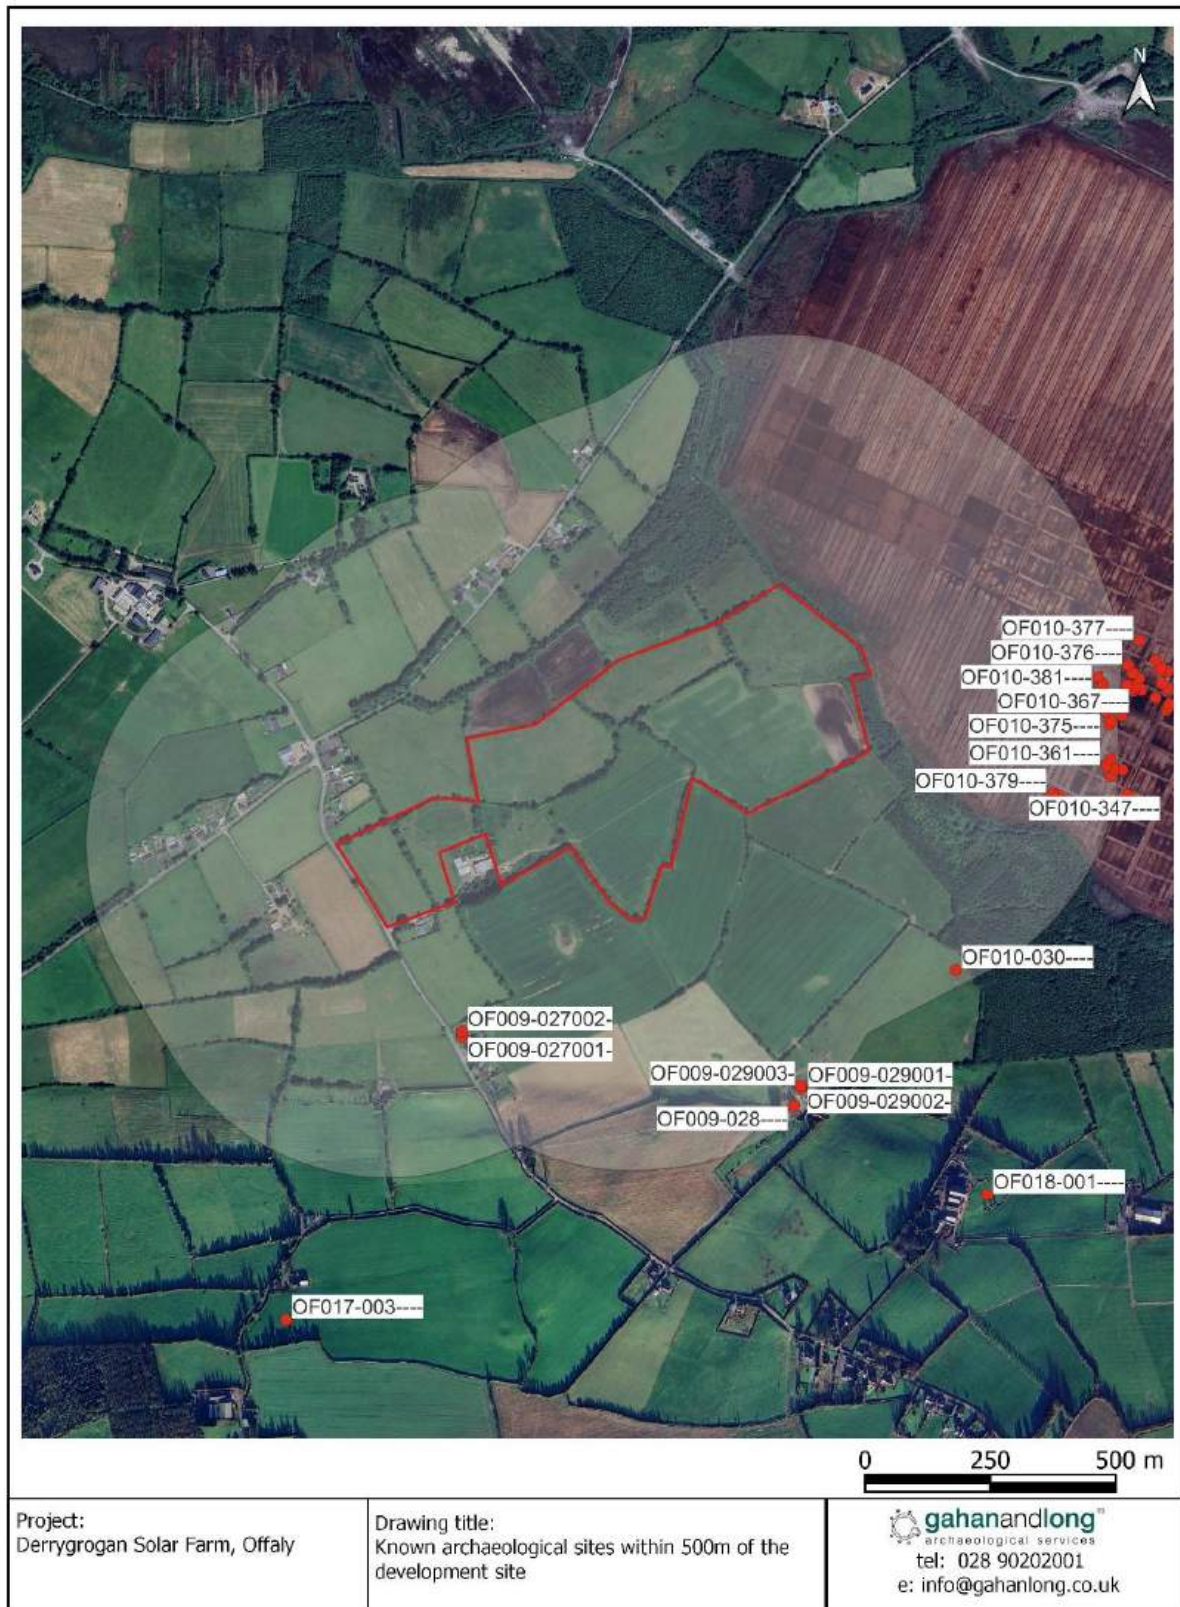 N
OF010-377----
OF010-376----
OF010-381----
OF010-367----
OF010-375----
OF010-361----
OF010-379----
OF010-347----
OF010-030----
OF009-027002-
OF009-027001-
OF009-029003-
OF009-029001-
OF009-029002-
OF009-028----
OF018-001----
OF017-003----
0 250 500 m
Project:
Derrygrogan Solar Farm, Offaly
Drawing title:
Known archaeological sites within 500m of the
development site
gahanandlong
archaeological services
tel: 028 90202001
e: info@gahanlong.co.uk